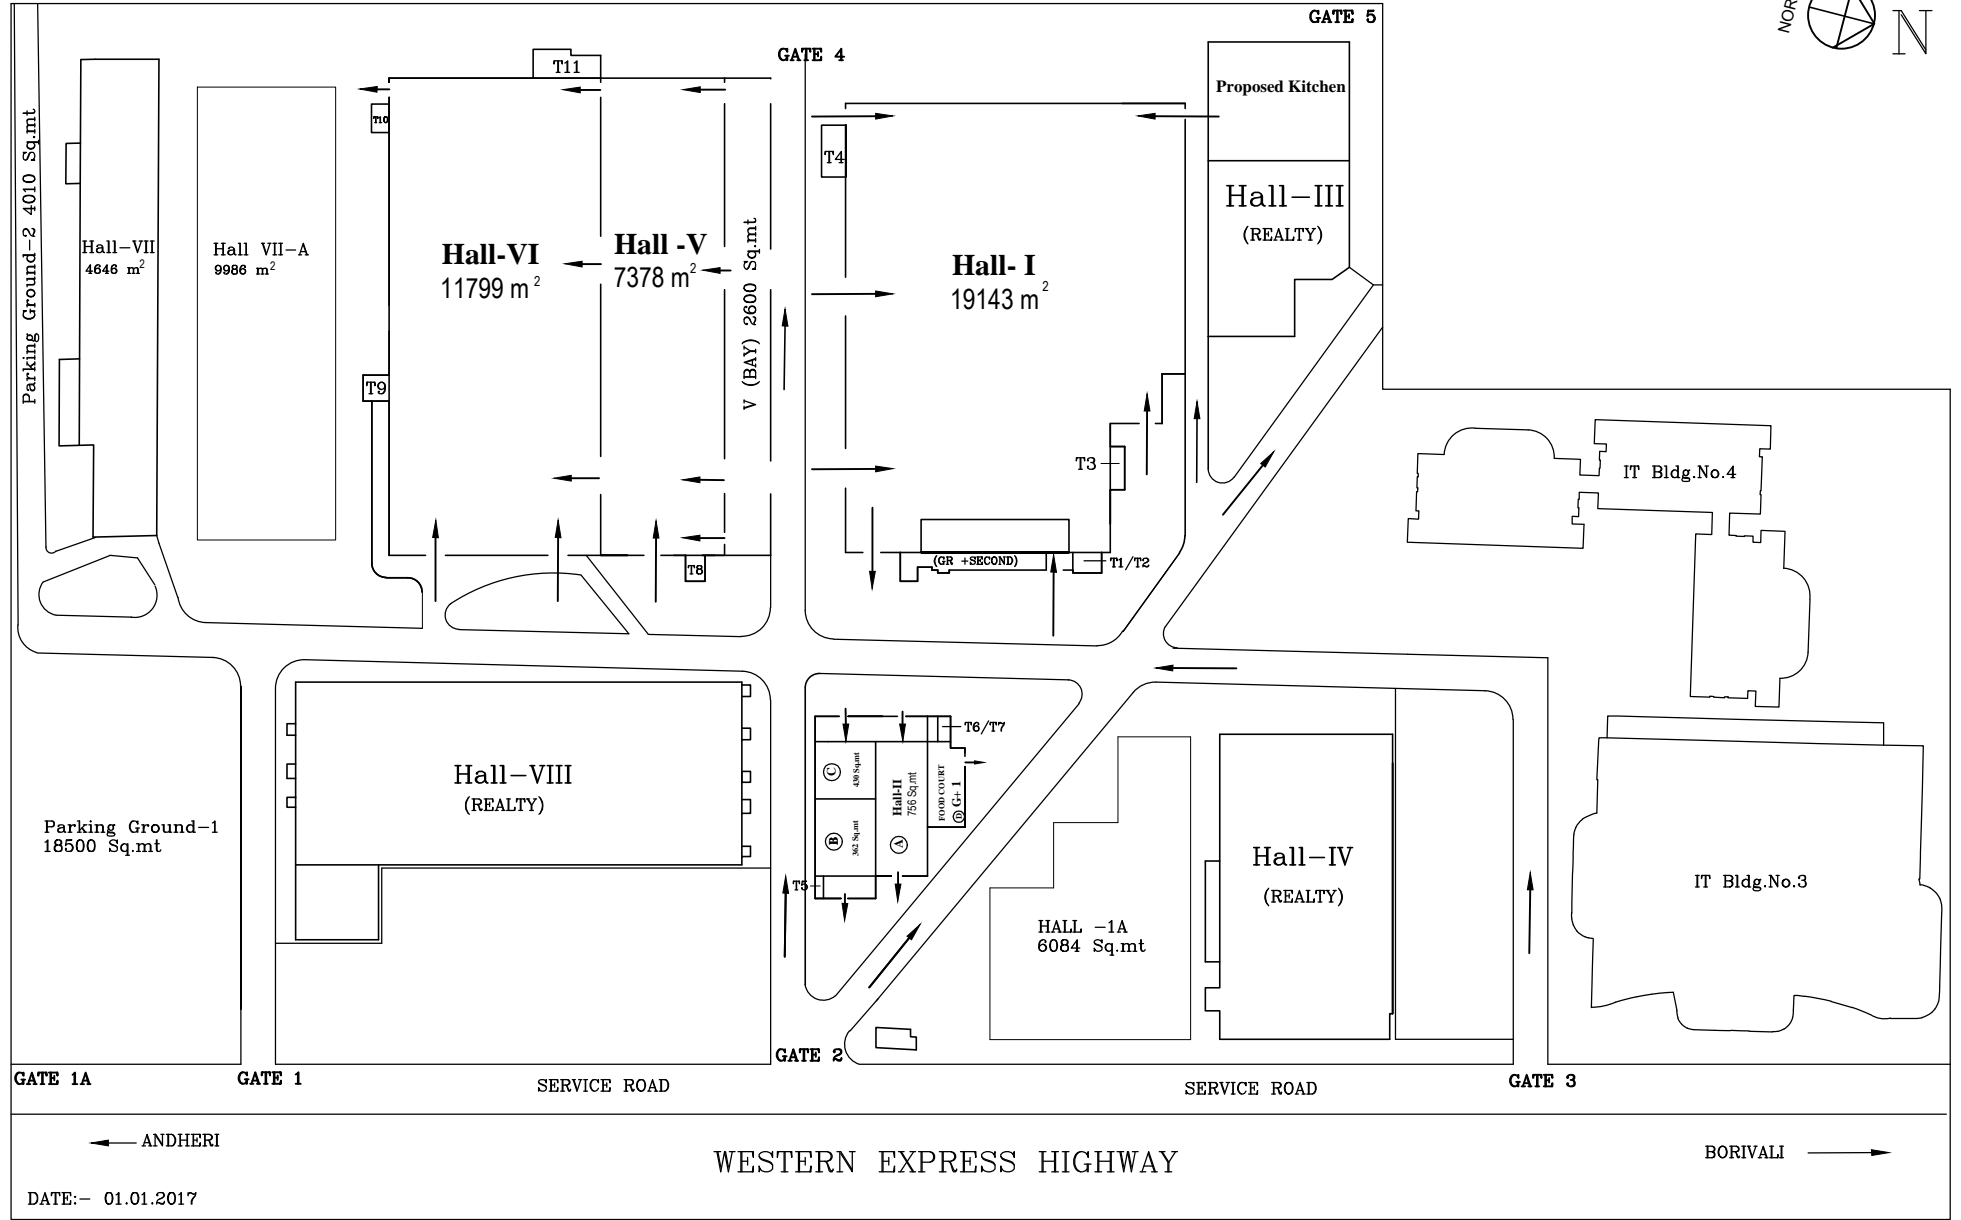 GATE 5
N
GATE 4
T11
Proposed Kitchen
T10
T4
Parking Ground-2 4010 Sq.mt
Hall-VII
4646 m2
Hall VII-A
9986 m2
Hall-VI
11799 m2
Hall -V
7378 m2
V (BAY) 2600 Sq.mt
Hall- I
19143 m2
Hall-III
(REALTY)
T9
T3
IT Bldg.No.4
T8
(GR +SECOND)
T1/T2
T6/T7
Hall-VIII
(REALTY)
C
430 Sq.mt
Hall-II
756 Sq.mt
FOOD COURT
D G+ 1
B
362 Sq.mt
A
T5
Parking Ground-1
18500 Sq.mt
Hall-IV
(REALTY)
HALL -1A
6084 Sq.mt
IT Bldg.No.3
GATE 2
GATE 1A
GATE 1
SERVICE ROAD
SERVICE ROAD
GATE 3
ANDHERI
WESTERN EXPRESS HIGHWAY
BORIVALI
DATE:- 01.01.2017